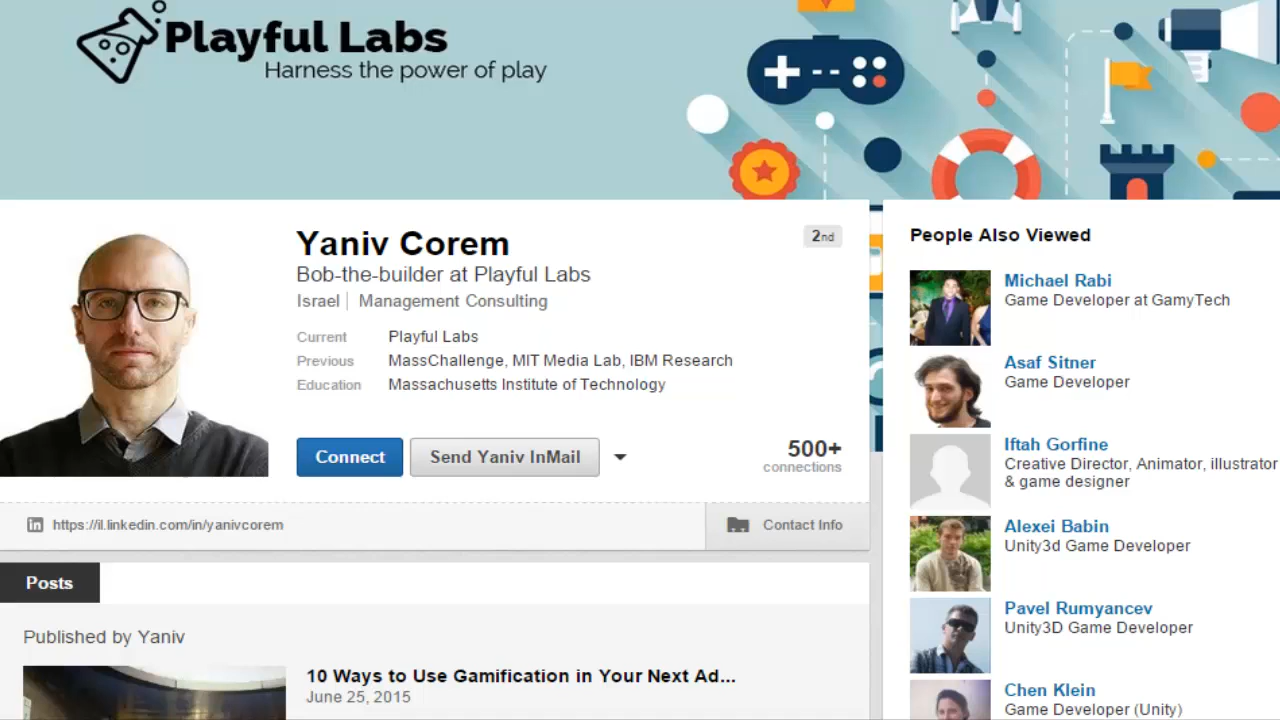 Playful Labs
Harness the power of play
Yaniv Corem
2nd
Bob-the-builder at Playful Labs
Israel | Management Consulting
Current Playful Labs
Previous MassChallenge, MIT Media Lab, IBM Research
Education Massachusetts Institute of Technology
Connect
Send Yaniv InMail
500+
connections
in
https://il.linkedin.com/in/yanivcorem
Contact Info
Posts
Published by Yaniv
10 Ways to Use Gamification in Your Next Ad...
June 25, 2015
People Also Viewed
Michael Rabi
Game Developer at GamyTech
Asaf Sitner
Game Developer
Iftah Gorfine
Creative Director, Animator, illustrator
& game designer
Alexei Babin
Unity3d Game Developer
Pavel Rumyancev
Unity3D Game Developer
Chen Klein
Game Developer (Unity)